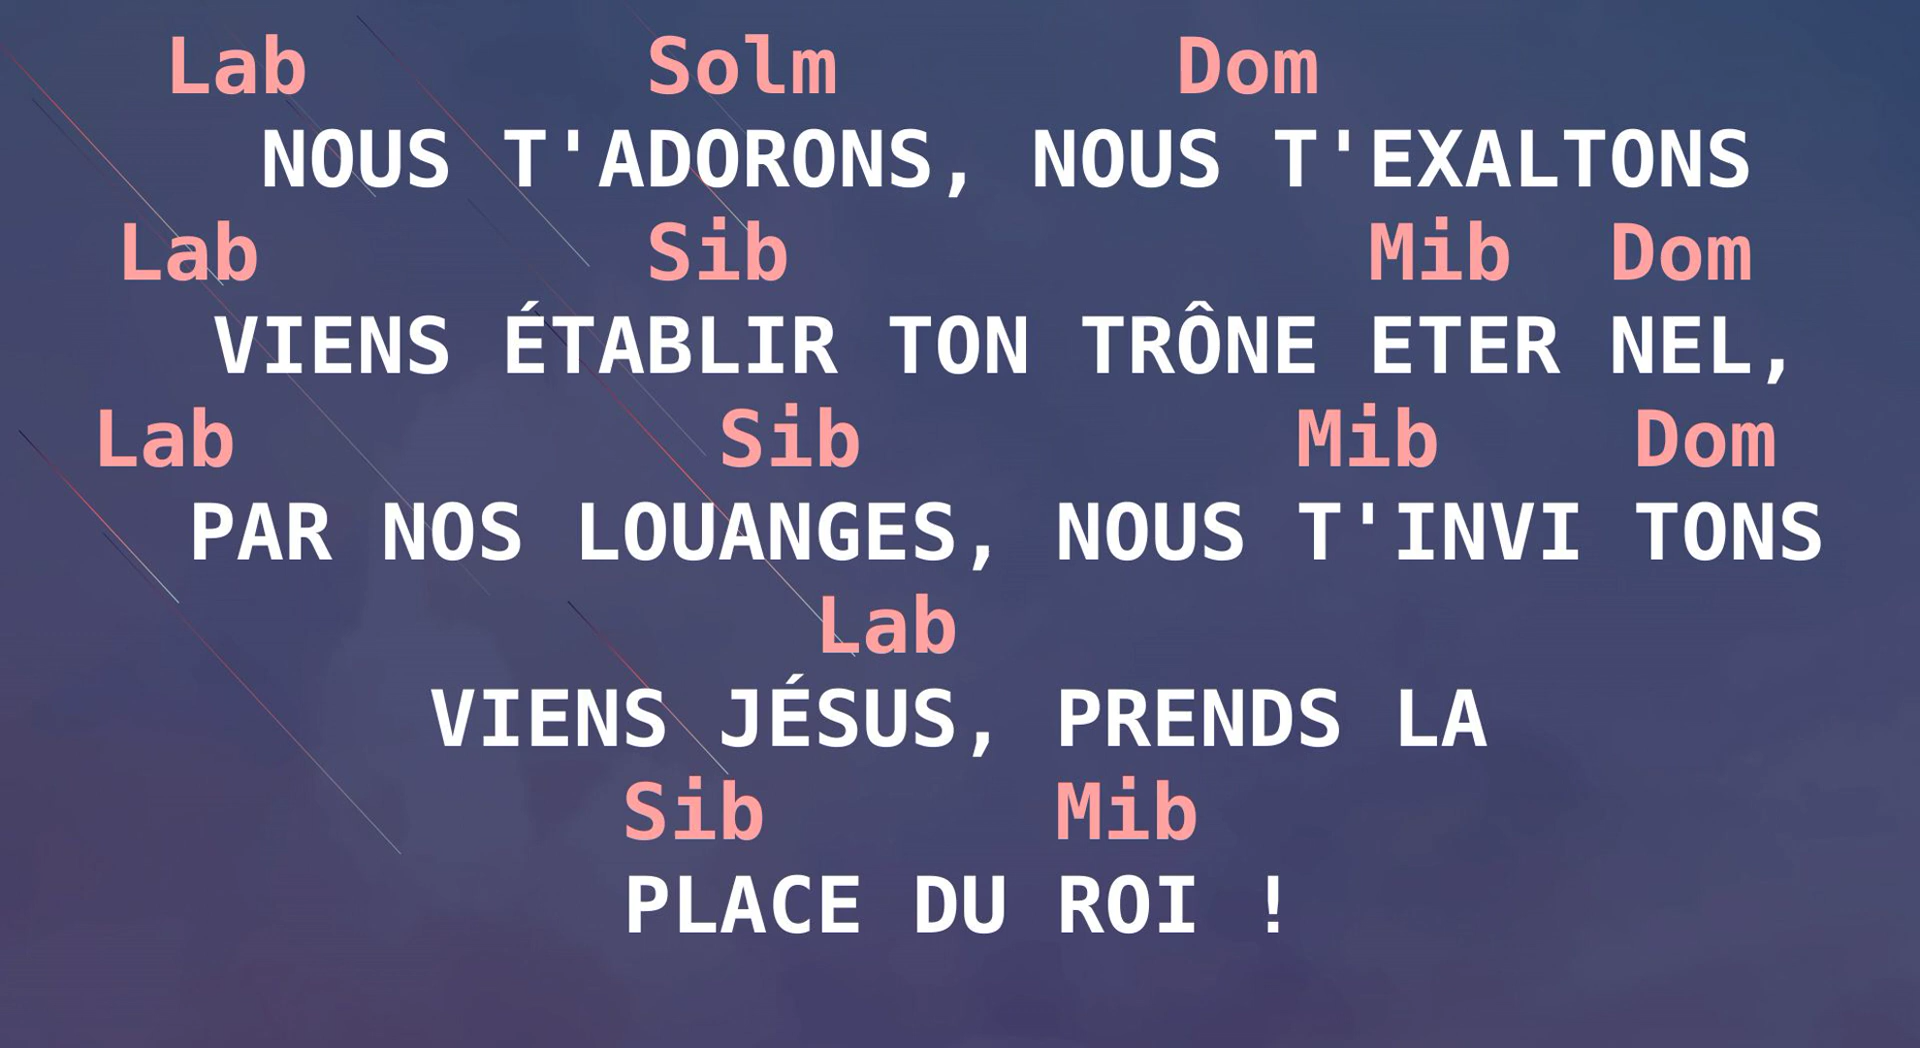 Lab Solm Dom
NOUS T'ADORONS, NOUS T'EXALTONS
Lab Sib Mib Dom
VIENS ÉTABLIR TON TRÔNE ETER NEL,
Lab Sib Mib Dom
PAR NOS LOUANGES, NOUS T'INVI TONS
Lab
VIENS JÉSUS, PRENDS LA
Sib Mib
PLACE DU ROI !